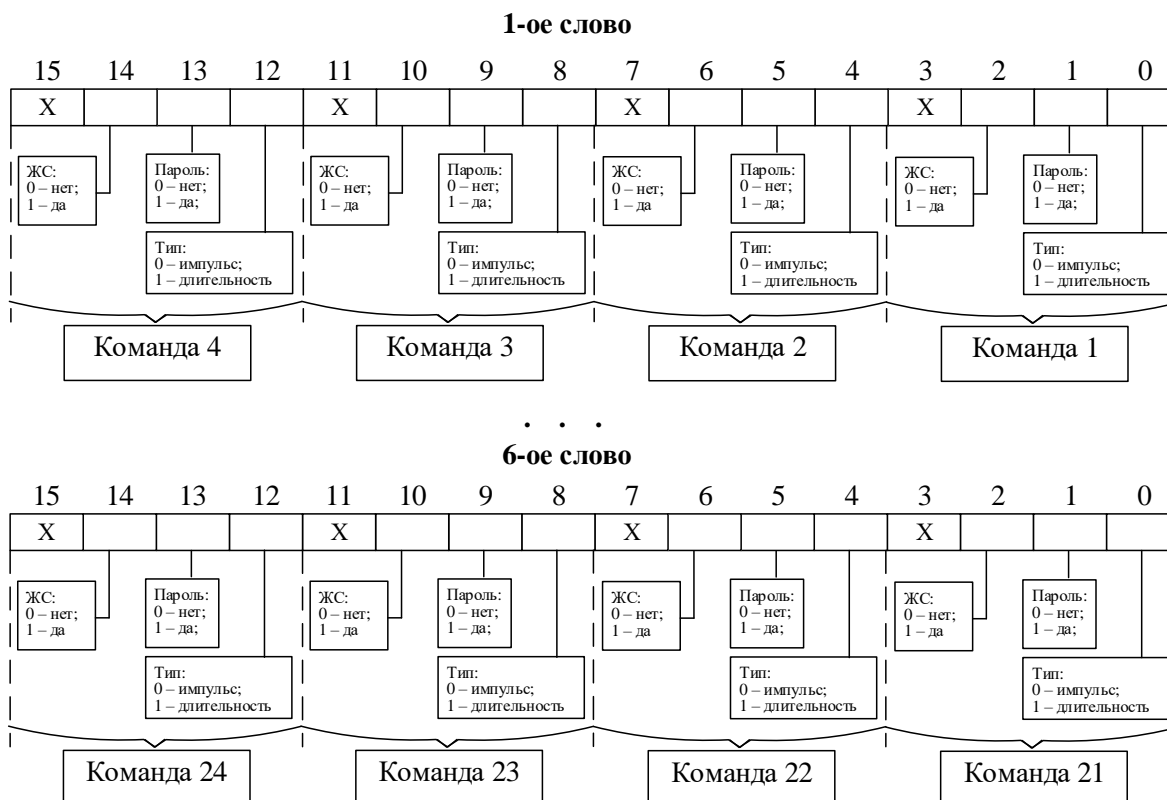 1-ое слово
15 14 13 12 11 10 9 8 7 6 5 4 3 2 1 0
X X X X
ЖС:
0 – нет;
1 – да
Пароль:
0 – нет;
1 – да;
Тип:
0 – импульс;
1 – длительность
ЖС:
0 – нет;
1 – да
Пароль:
0 – нет;
1 – да;
Тип:
0 – импульс;
1 – длительность
ЖС:
0 – нет;
1 – да
Пароль:
0 – нет;
1 – да;
Тип:
0 – импульс;
1 – длительность
ЖС:
0 – нет;
1 – да
Пароль:
0 – нет;
1 – да;
Тип:
0 – импульс;
1 – длительность
Команда 4 Команда 3 Команда 2 Команда 1
. . .
6-ое слово
15 14 13 12 11 10 9 8 7 6 5 4 3 2 1 0
X X X X
ЖС:
0 – нет;
1 – да
Пароль:
0 – нет;
1 – да;
Тип:
0 – импульс;
1 – длительность
ЖС:
0 – нет;
1 – да
Пароль:
0 – нет;
1 – да;
Тип:
0 – импульс;
1 – длительность
ЖС:
0 – нет;
1 – да
Пароль:
0 – нет;
1 – да;
Тип:
0 – импульс;
1 – длительность
ЖС:
0 – нет;
1 – да
Пароль:
0 – нет;
1 – да;
Тип:
0 – импульс;
1 – длительность
Команда 24 Команда 23 Команда 22 Команда 21